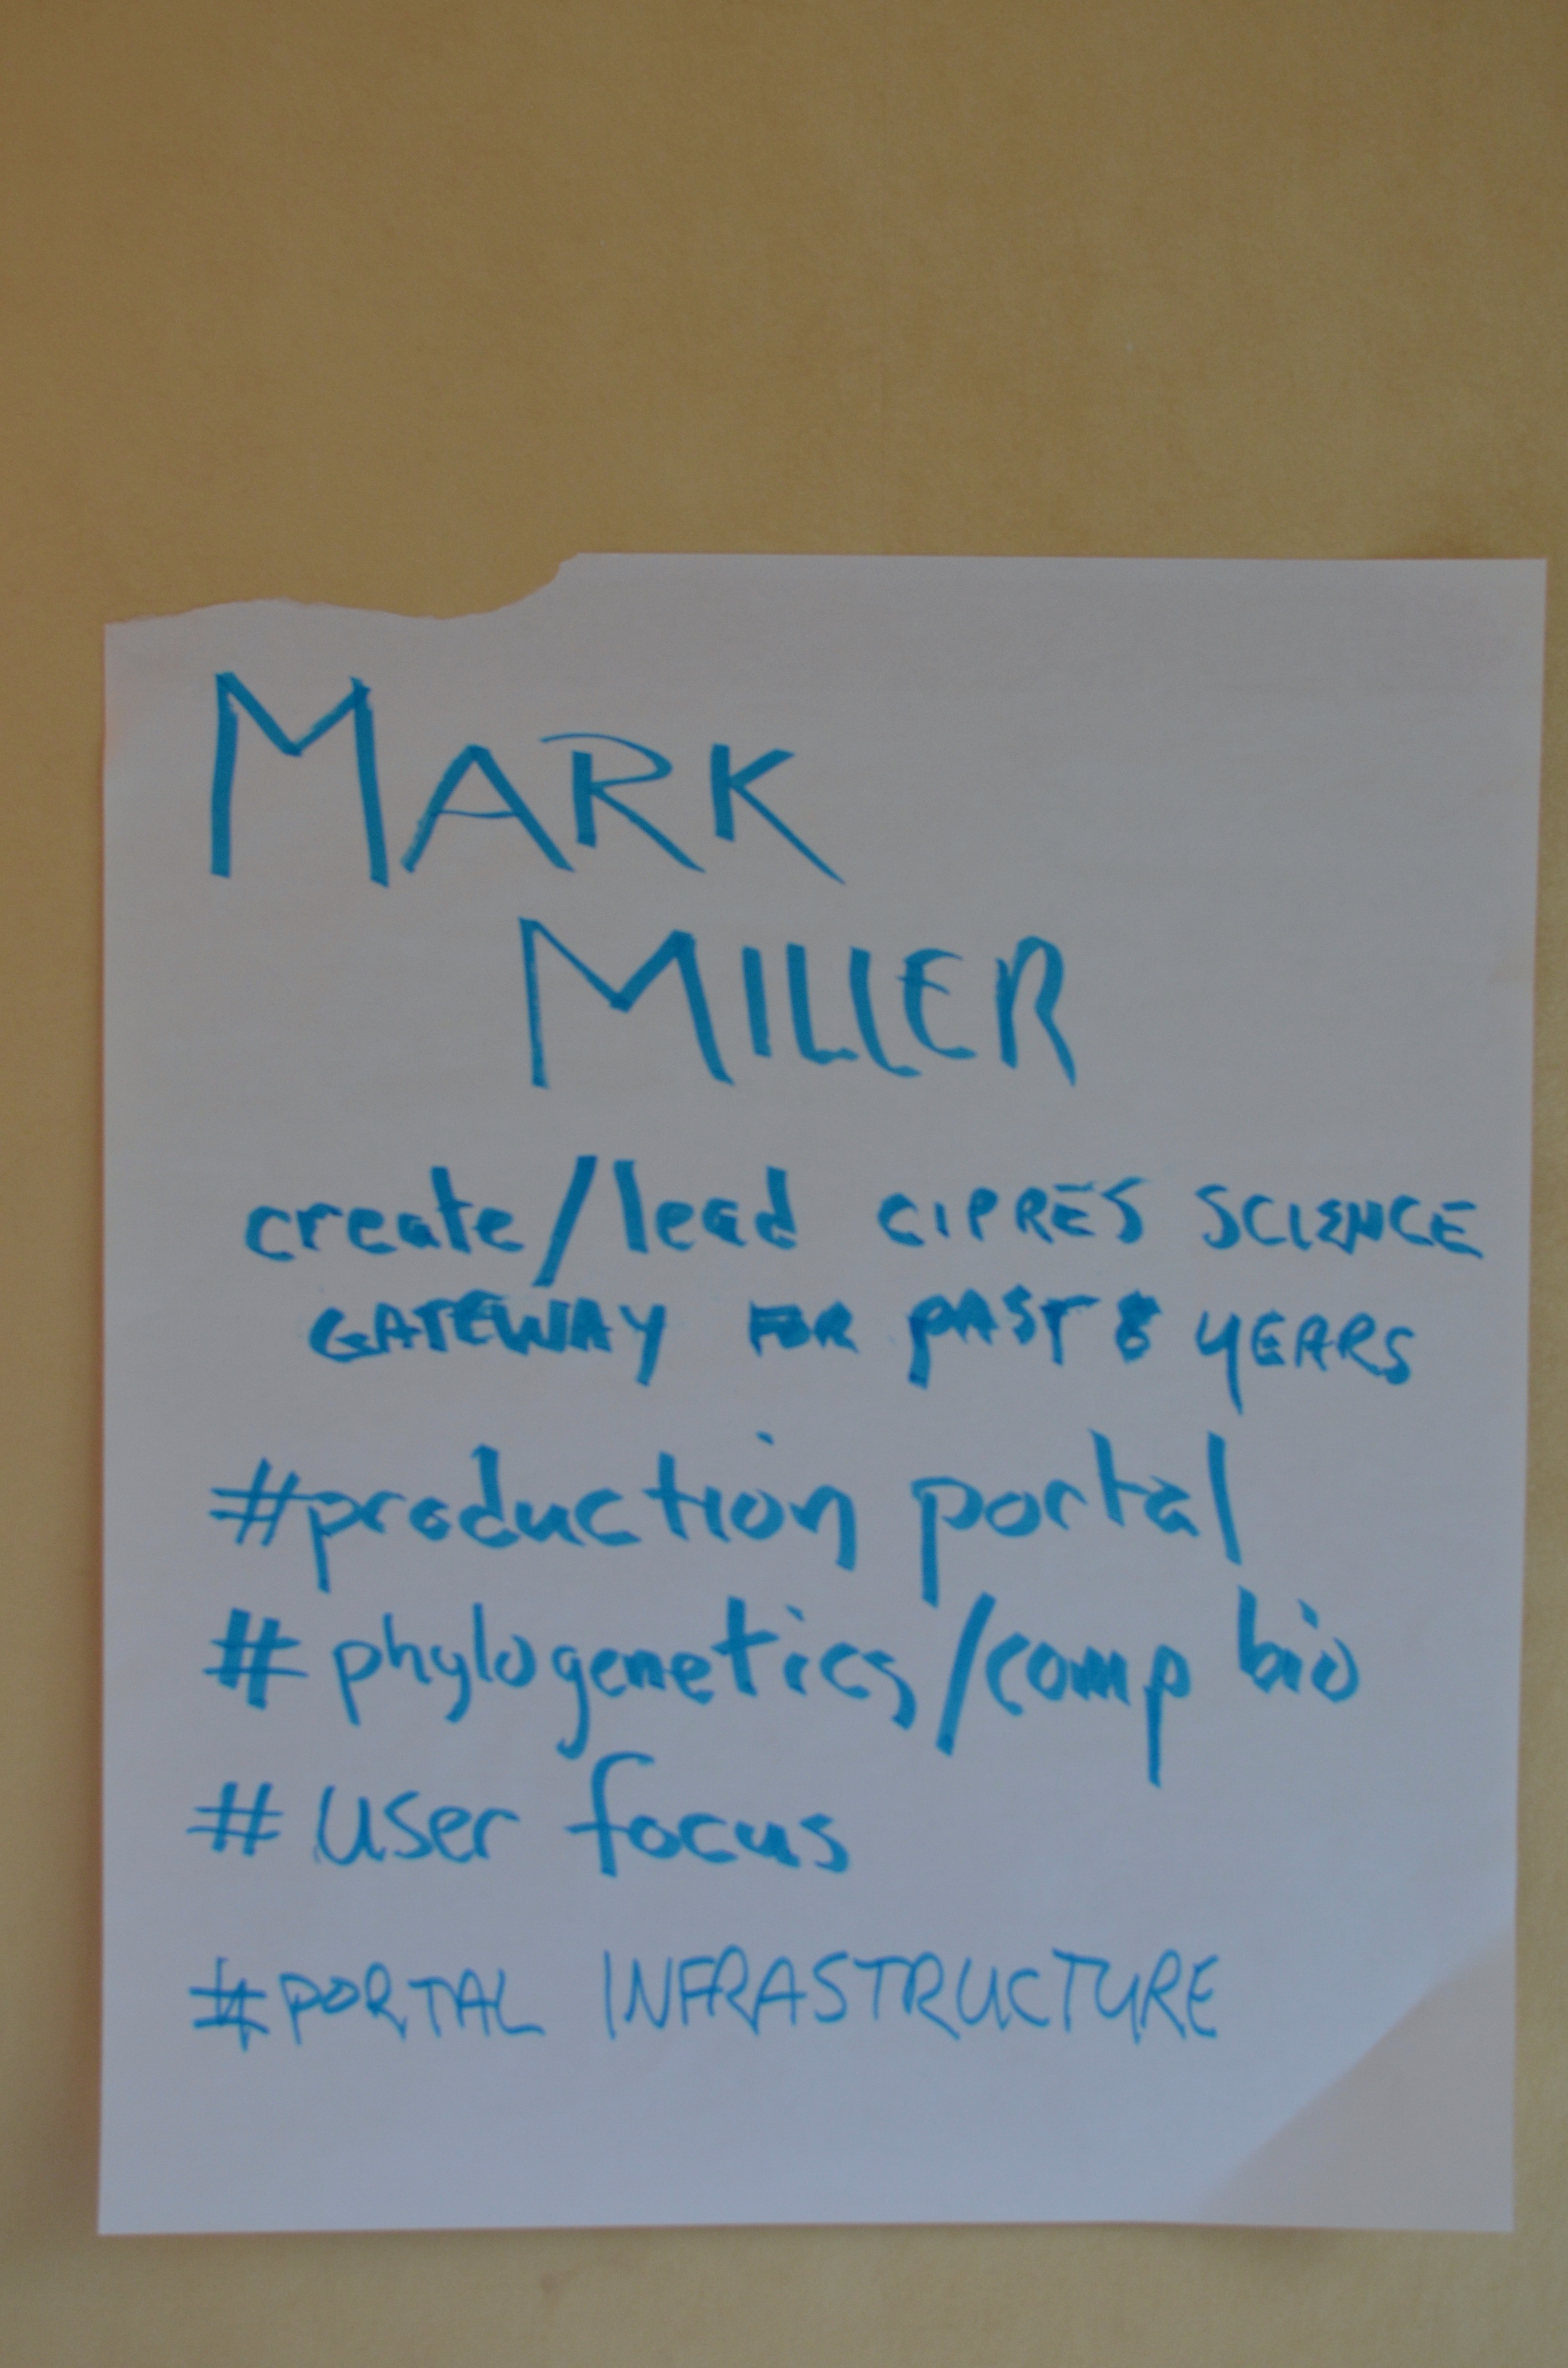 MARK
MILLER
create/lead CIPRES SCIENCE
GATEWAY FOR PAST 8 YEARS
#production portal
# phylogenetics/comp bio
# user focus
#PORTAL INFRASTRUCTURE